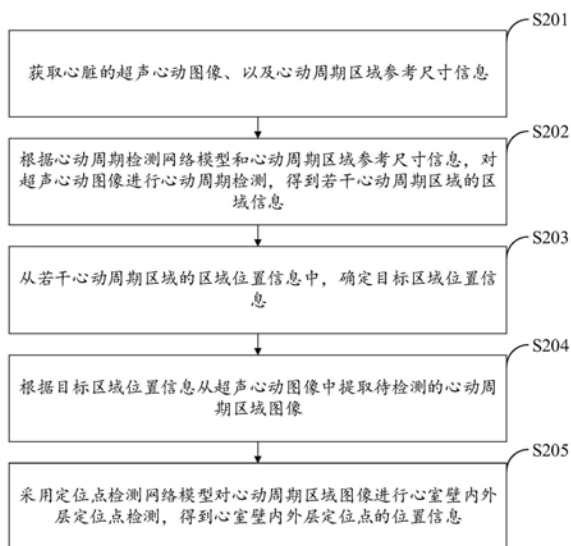 S201
获取心脏的超声心动图像、以及心动周期区域参考尺寸信息
S202
根据心动周期检测网络模型和心动周期区域参考尺寸信息，对
超声心动图像进行心动周期检测，得到若干心动周期区域的区
域信息
S203
从若干心动周期区域的区域位置信息中，确定目标区域位置信
息
S204
根据目标区域位置信息从超声心动图像中提取待检测的心动周
期区域图像
S205
采用定位点检测网络模型对心动周期区域图像进行心室壁内外
层定位点检测，得到心室壁内外层定位点的位置信息